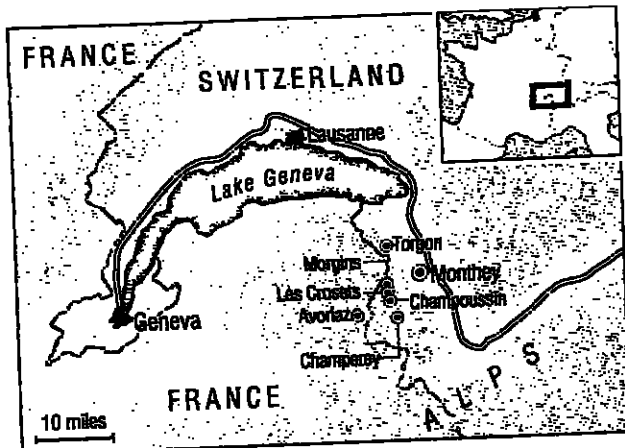 FRANCE
SWITZERLAND
Lausanne
Lake Geneva
Torgon
Morgins
Monthey
Les Crosets
Champoussin
Avoriaz
Geneva
Champery
FRANCE
ALPS
10 miles